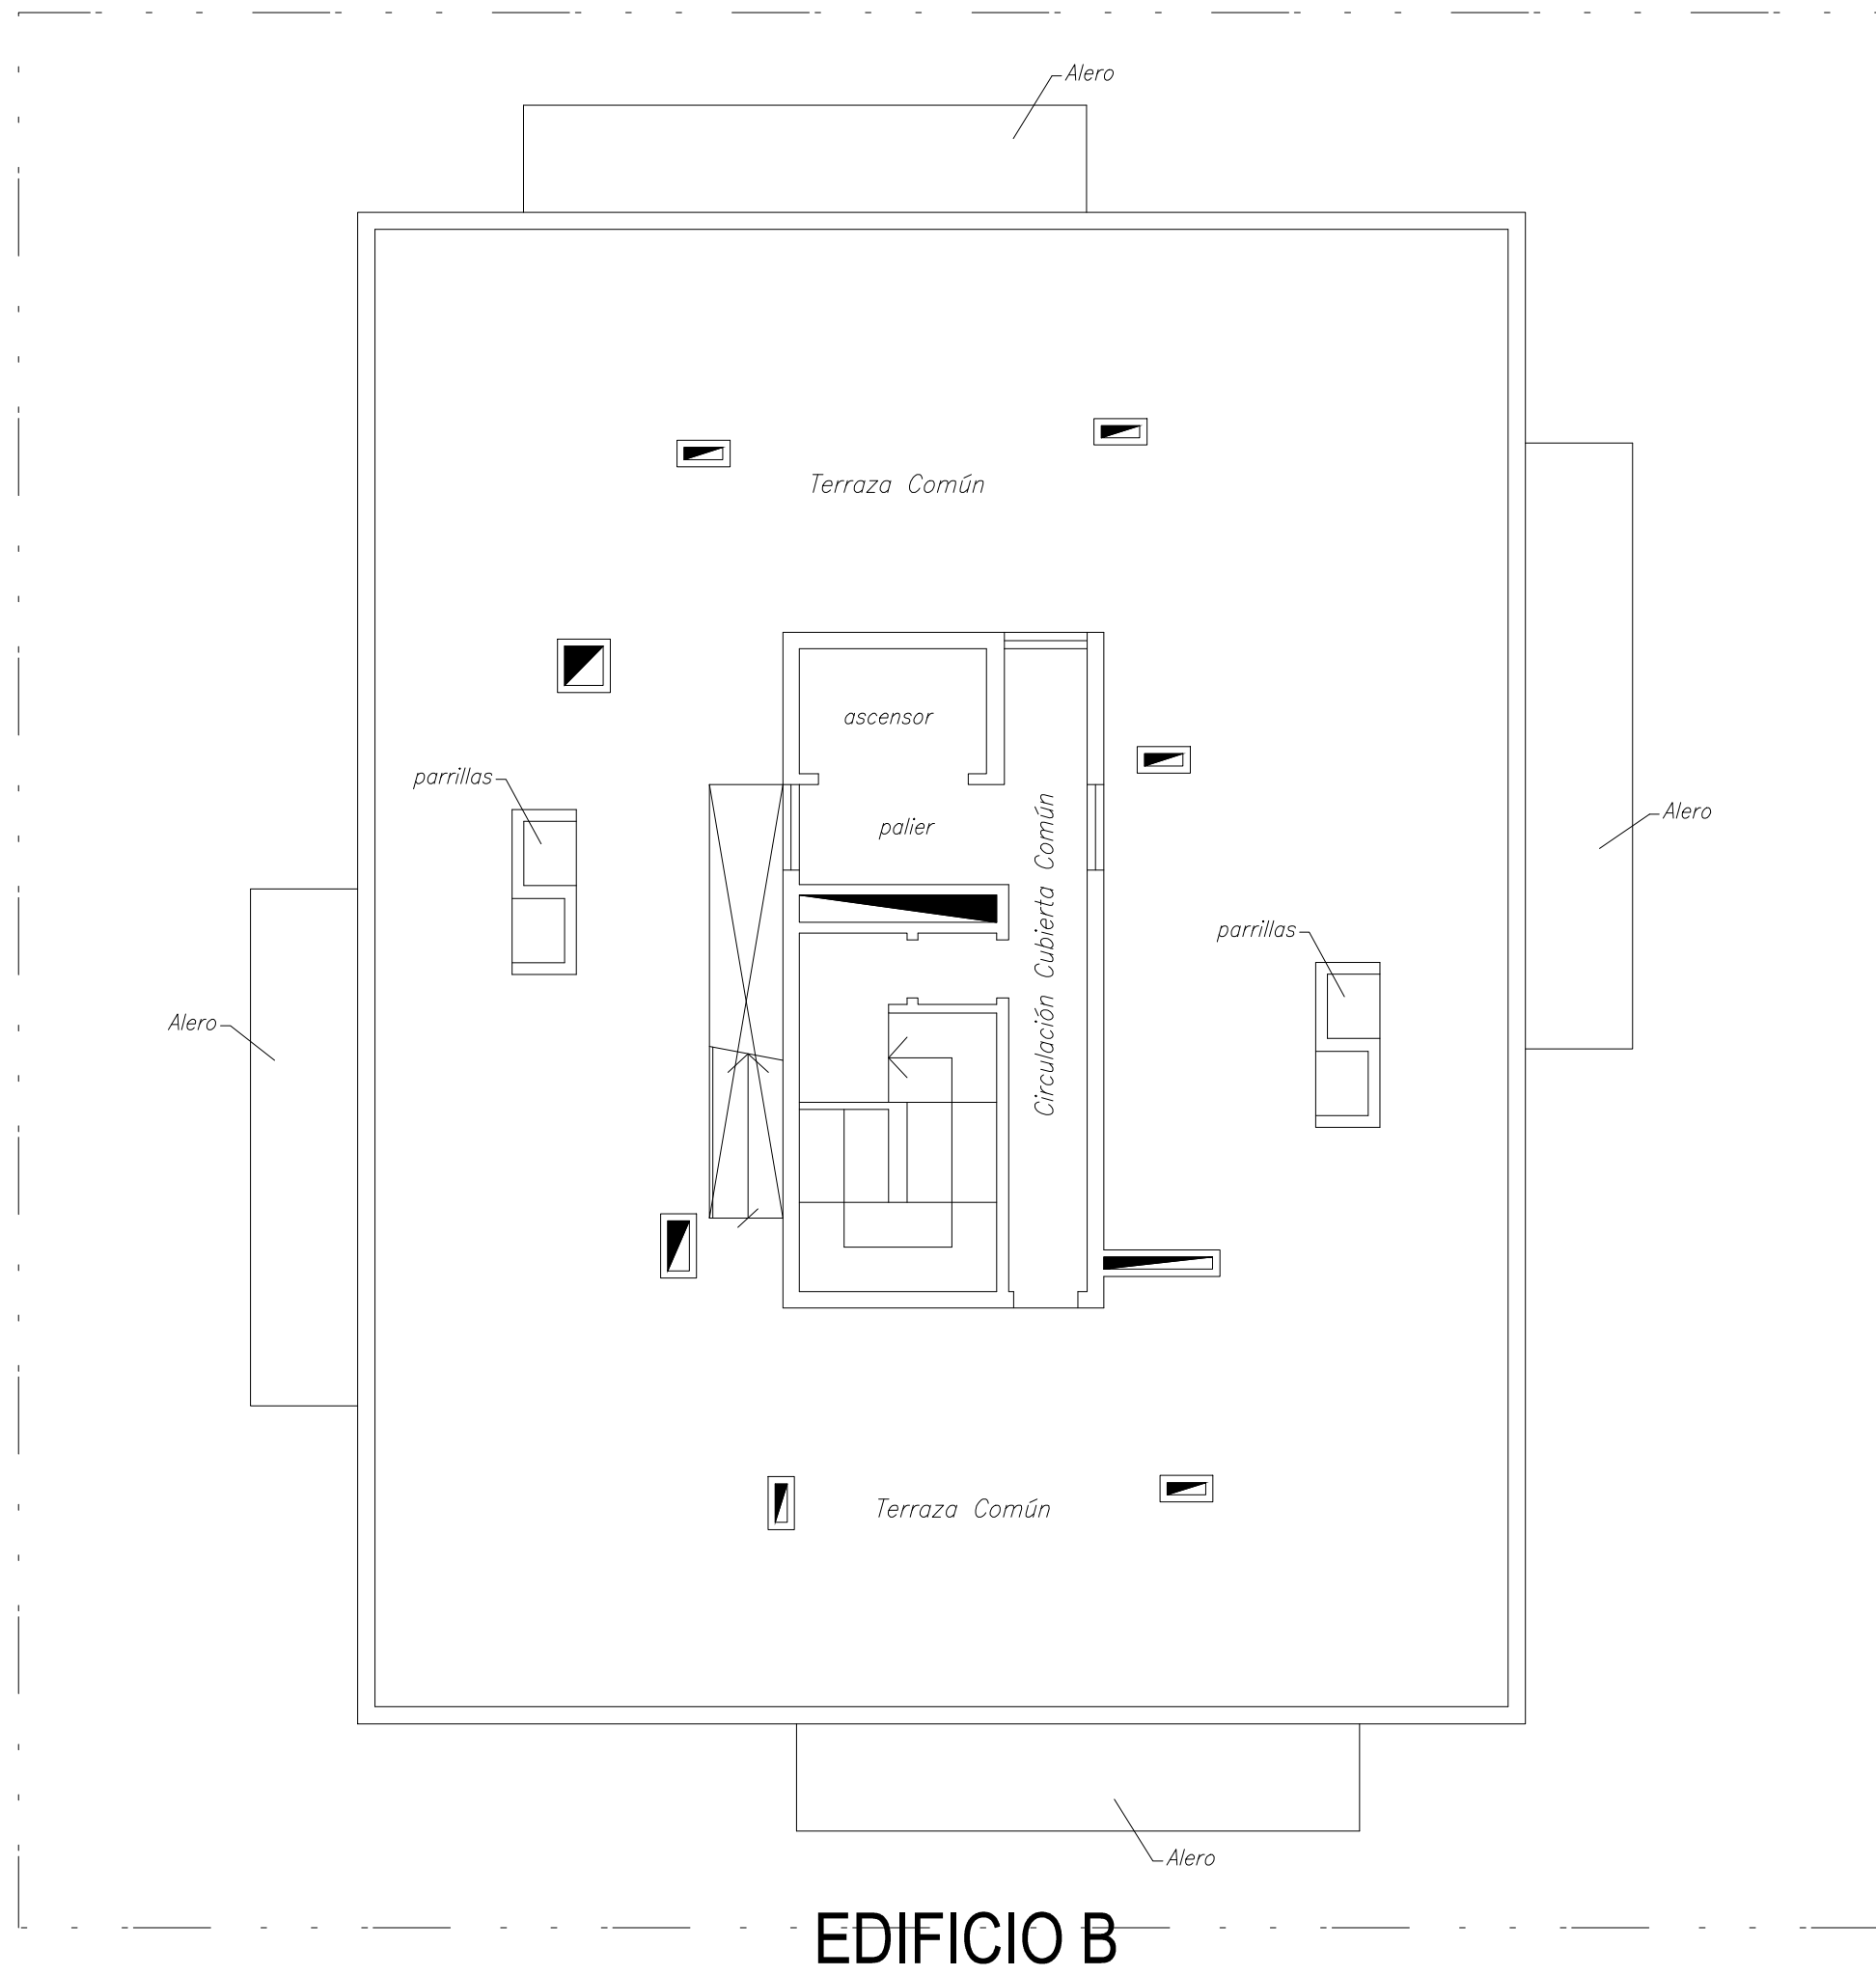 Alero
Terraza Común
ascensor
parrillas
palier
Alero
Circulación Cubierta Común
parrillas
Alero
Terraza Común
Alero
EDIFICIO B